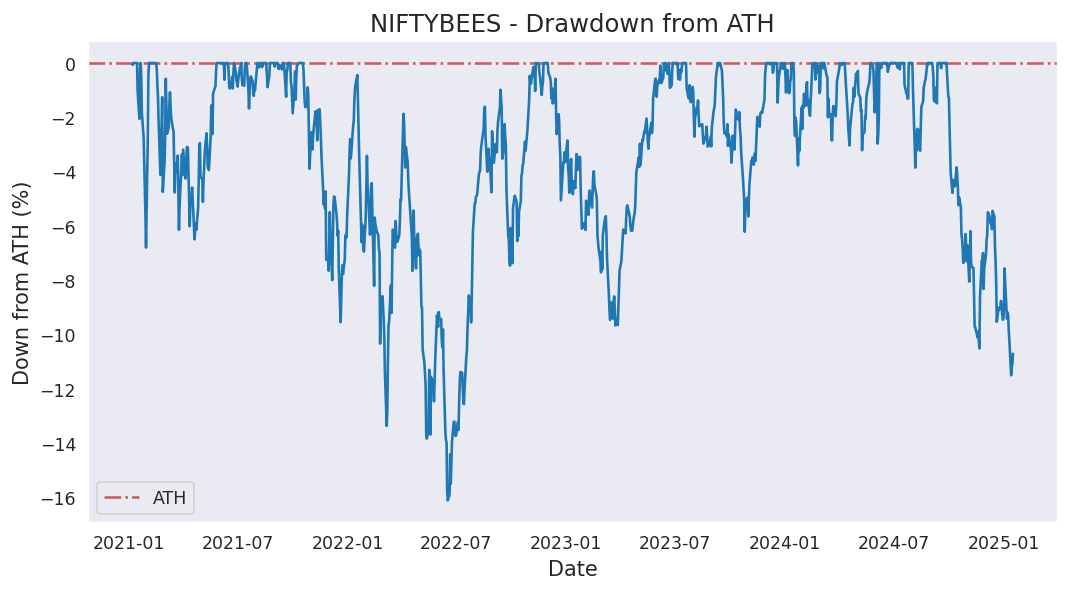 NIFTYBEES - Drawdown from ATH
Down from ATH (%)
0
−2
−4
−6
−8
−10
−12
−14
−16
ATH
2021-01 2021-07 2022-01 2022-07 2023-01 2023-07 2024-01 2024-07 2025-01
Date